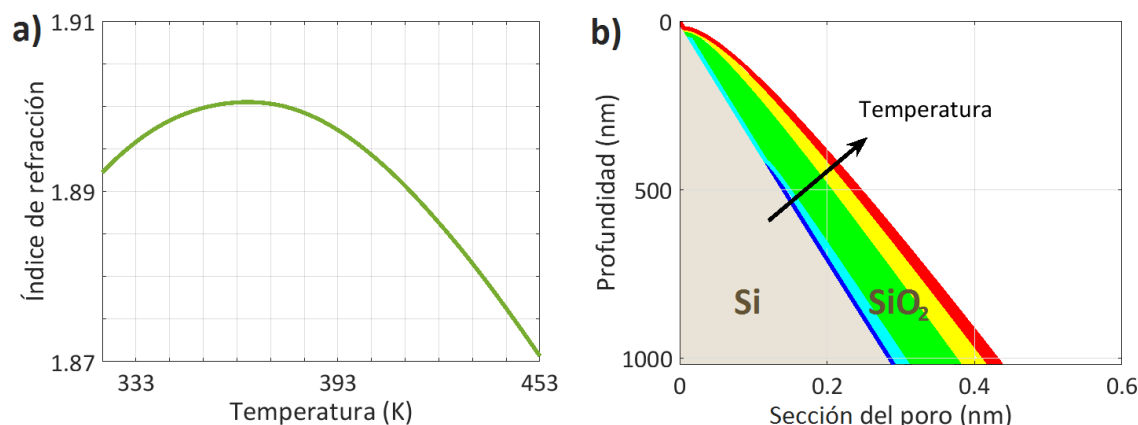 a)
1.91
1.89
1.87
Índice de refracción
333
393
453
Temperatura (K)
b)
0
500
1000
Profundidad (nm)
Temperatura
Si
SiO₂
0
0.2
0.4
0.6
Sección del poro (nm)